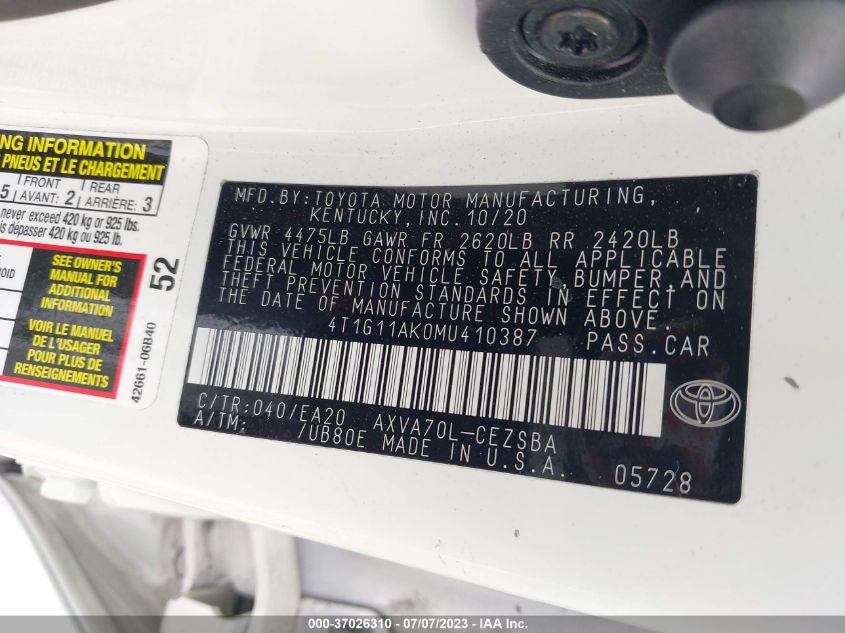 NG INFORMATION
PNEUS ET LE CHARGEMENT
5 FRONT AVANT: 2 REAR ARRIÈRE: 3
never exceed 420 kg or 925 lbs.
420 kg ou 925 lb.
SEE OWNER'S
MANUAL FOR
ADDITIONAL
INFORMATION
VOIR LE MANUEL
DE L'USAGER
POUR PLUS DE
RENSEIGNEMENTS
52
42661-06B40
MFD.BY:TOYOTA MOTOR MANUFACTURING,
KENTUCKY, INC.10/20
GVWR 4475LB GAWR FR 2620LB RR 2420LB
THIS VEHICLE CONFORMS TO ALL APPLICABLE
FEDERAL MOTOR VEHICLE SAFETY,BUMPER,AND
THEFT PREVENTION STANDARDS IN EFFECT ON
THE DATE OF MANUFACTURE SHOWN ABOVE.
4T1G11AK0MU410387 PASS.CAR
C/TR:040/EA20 AXVA70L-CEZSBA
A/TM: /UB80E MADE IN U.S.A.
05728
000-37026310 - 07/07/2023 - IAA Inc.